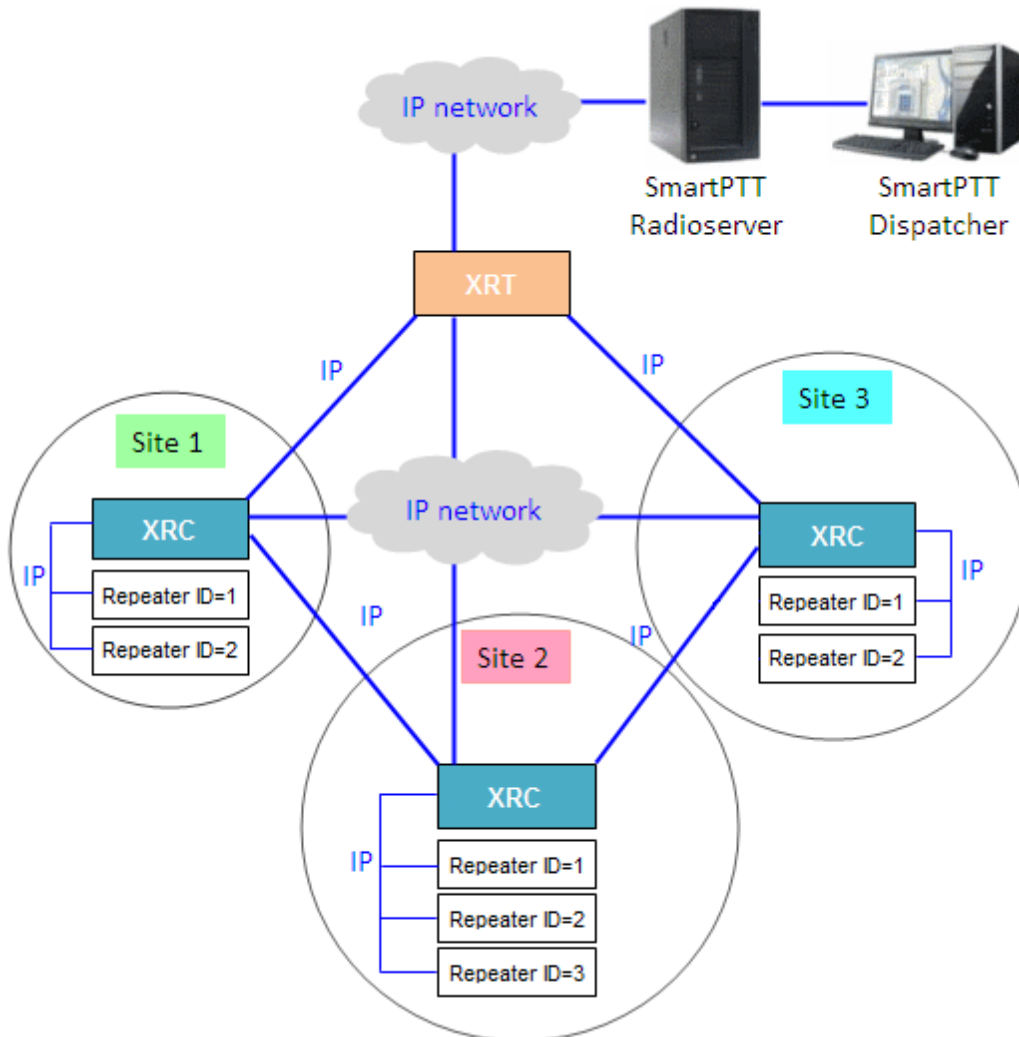 IP network
SmartPTT
Radioserver
SmartPTT
Dispatcher
XRT
IP
IP
Site 1
Site 3
XRC
IP network
XRC
IP
Repeater ID=1
Repeater ID=2
IP
Repeater ID=1
Repeater ID=2
IP
IP
Site 2
XRC
IP
Repeater ID=1
Repeater ID=2
Repeater ID=3